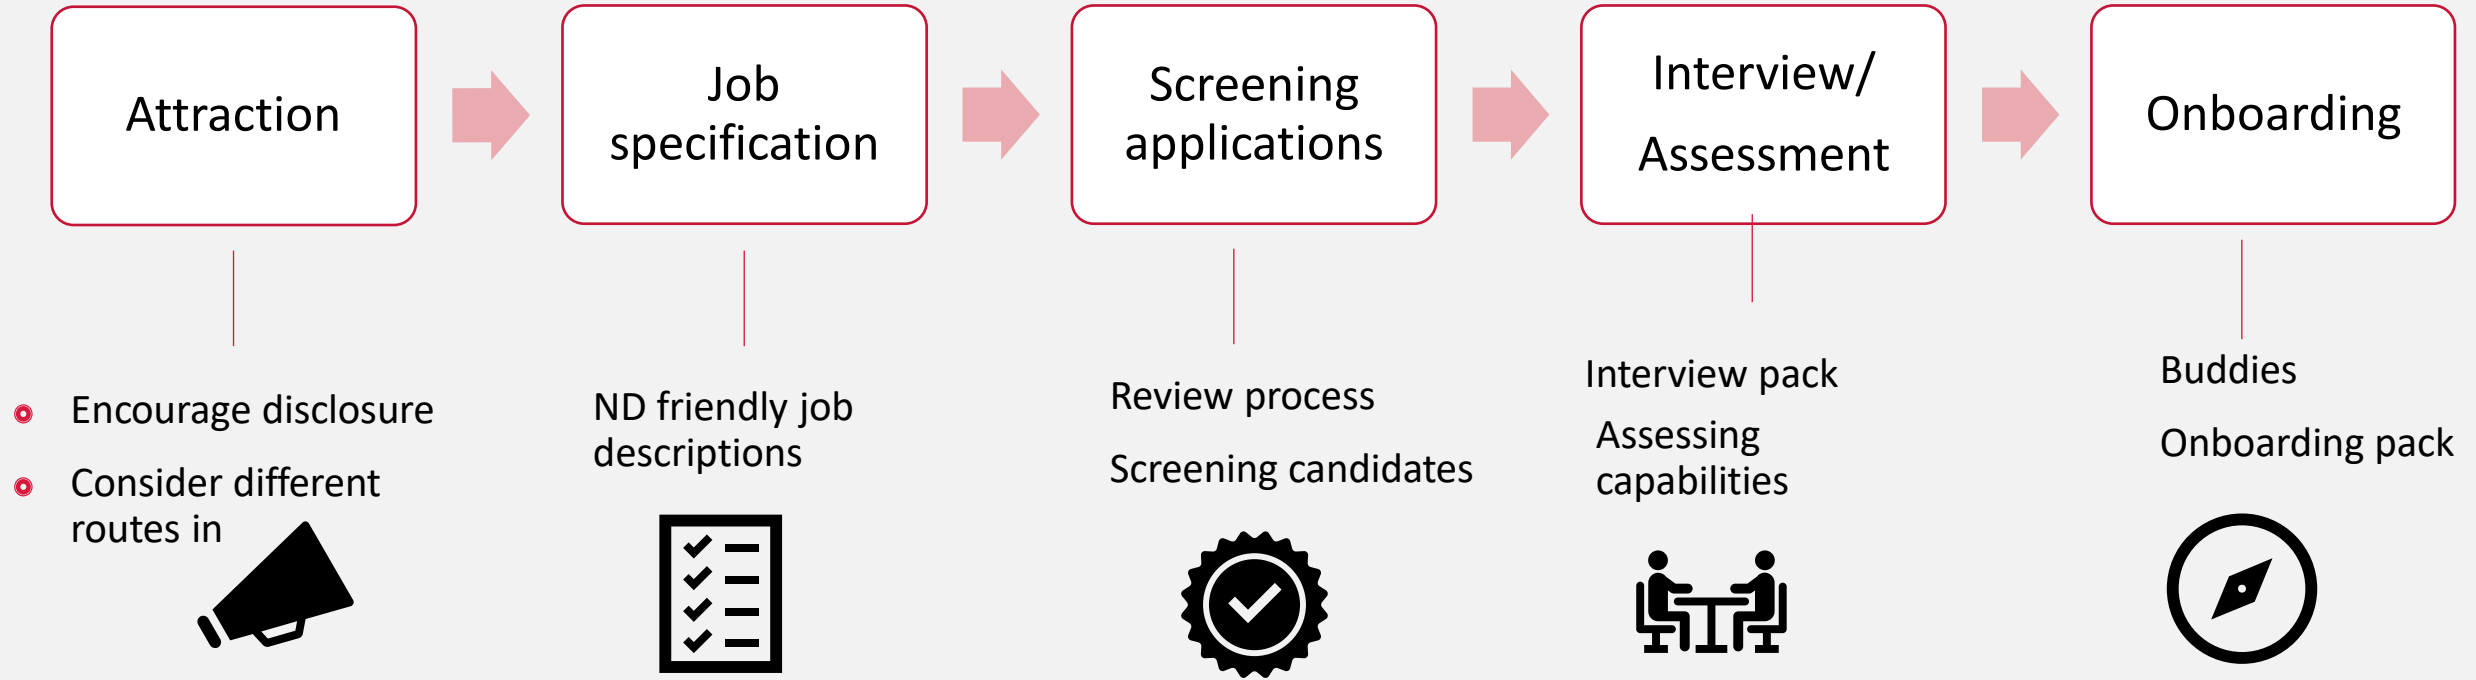 Attraction
Job
specification
Screening
applications
Interview/
Assessment
Onboarding
Encourage disclosure
Consider different
routes in
ND friendly job
descriptions
Review process
Screening candidates
Interview pack
Assessing
capabilities
Buddies
Onboarding pack